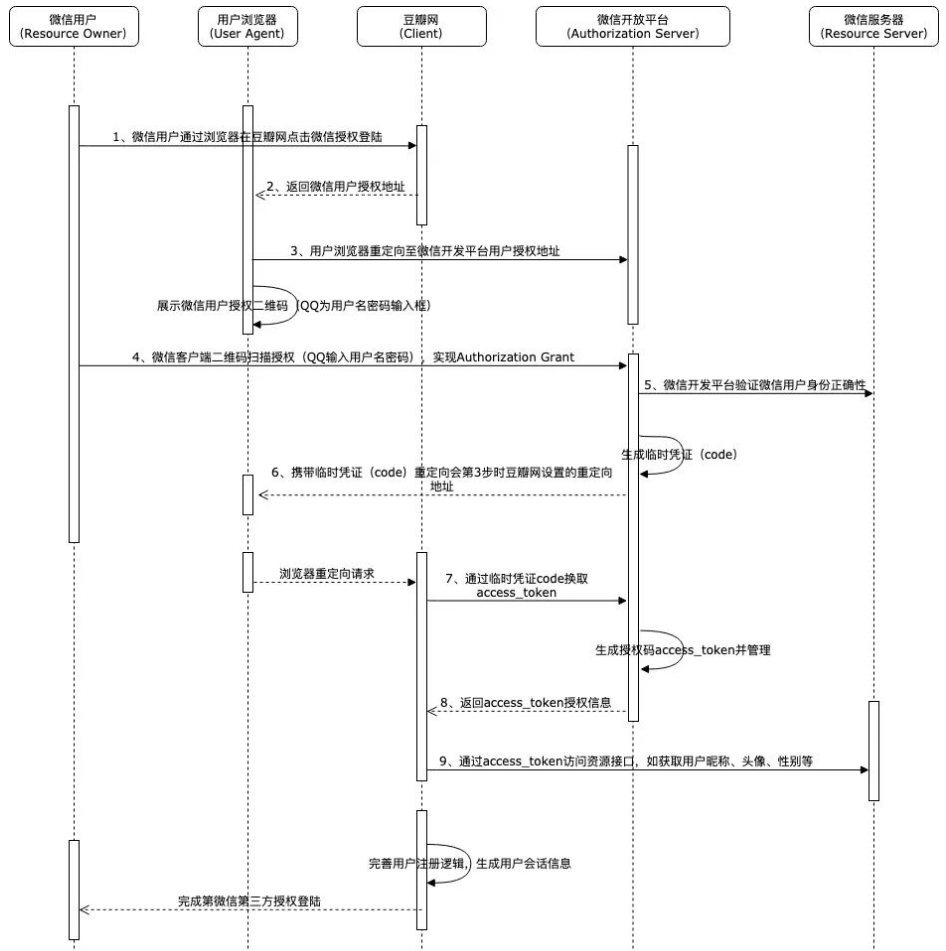 微信用户
(Resource Owner)
用户浏览器
(User Agent)
豆瓣网
(Client)
微信开放平台
(Authorization Server)
微信服务器
(Resource Server)
1、微信用户通过浏览器在豆瓣网点击微信授权登陆
2、返回微信用户授权地址
3、用户浏览器重定向至微信开发平台用户授权地址
展示微信用户授权二维码（QQ为用户名密码输入框）
4、微信客户端二维码扫描授权（QQ输入用户名密码），实现Authorization Grant
5、微信开发平台验证微信用户身份正确性
生成临时凭证（code）
6、携带临时凭证（code）重定向会第3步时豆瓣网设置的重定向
地址
浏览器重定向请求
7、通过临时凭证code换取
access_token
生成授权码access_token并管理
8、返回access_token授权信息
9、通过access_token访问资源接口，如获取用户昵称、头像、性别等
完善用户注册逻辑，生成用户会话信息
完成第微信第三方授权登陆